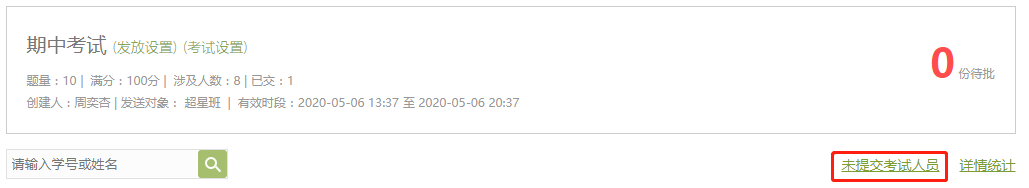 期中考试 (发放设置) (考试设置)
题量：10 | 满分：100分 | 涉及人数：8 | 已交：1
0 份待批
创建人：周奕杏 | 发送对象： 超星班 | 有效时段：2020-05-06 13:37 至 2020-05-06 20:37
请输入学号或姓名
未提交考试人员 详情统计